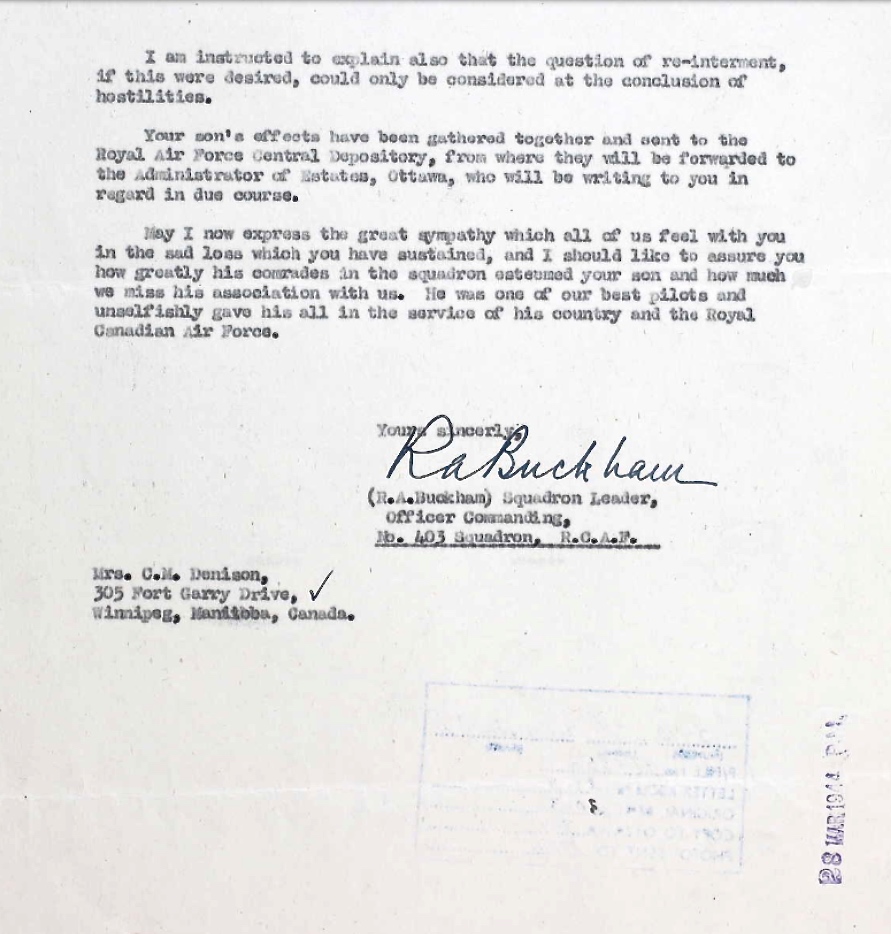 I am instructed to explain also that the question of re-interment,
if this were desired, could only be considered at the conclusion of
hostilities.
Your son's effects have been gathered together and sent to the
Royal Air Force Central Depository, from where they will be forwarded to
the Administrator of Estates, Ottawa, who will be writing to you in
regard in due course.
May I now express the great sympathy which all of us feel with you
in the sad loss which you have sustained, and I should like to assure you
how greatly his comrades in the squadron esteemed your son and how much
we miss his association with us. He was one of our best pilots and
unselfishly gave his all in the service of his country and the Royal
Canadian Air Force.
Yours sincerly,
RaBuckham
(R.A.Buckham) Squadron Leader,
Officer Commanding,
No. 403 Squadron, R.C.A.F.
Mrs. C.M. Denison,
305 Fort Garry Drive, ✓
Winnipeg, Manitoba, Canada.
28 MAR 1944 P.M.